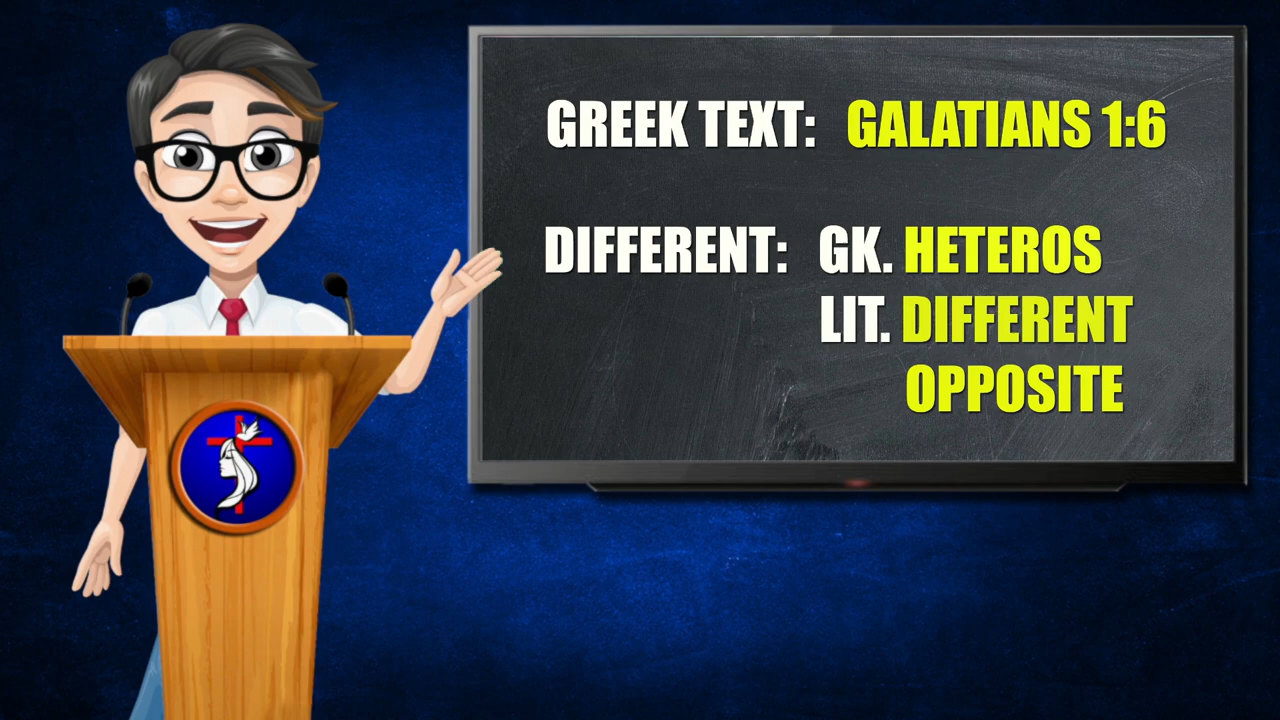 GREEK TEXT: GALATIANS 1:6
DIFFERENT: GK. HETEROS
LIT. DIFFERENT
OPPOSITE